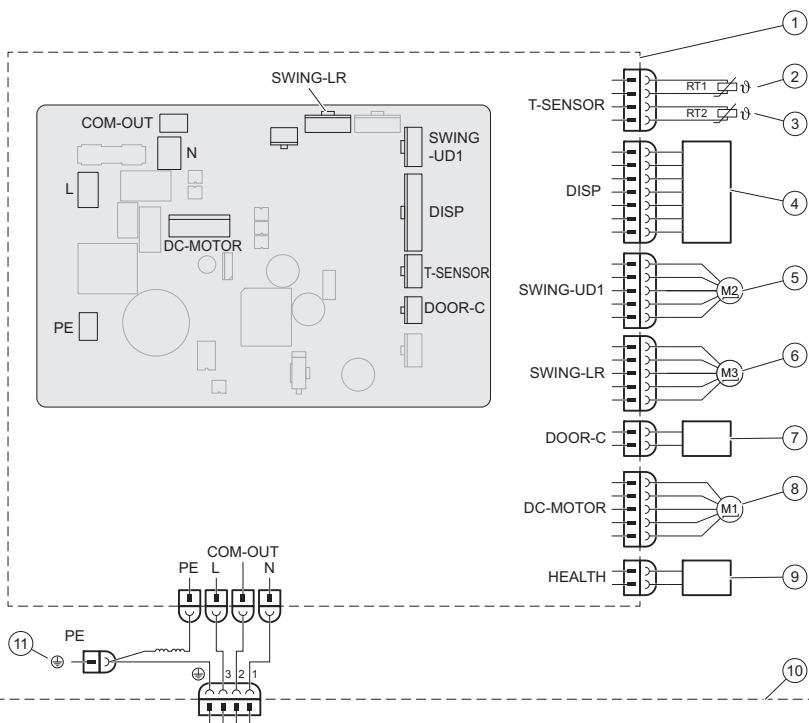 1
SWING-LR
2
RT1 ϑ
T-SENSOR
RT2 ϑ
3
COM-OUT
N
SWING
-UD1
L
DISP
DISP
4
DC-MOTOR
T-SENSOR
SWING-UD1
M2
5
DOOR-C
PE
SWING-LR
M3
6
DOOR-C
7
DC-MOTOR
M1
8
COM-OUT
PE L N
HEALTH
9
11
PE
3 2 1
10